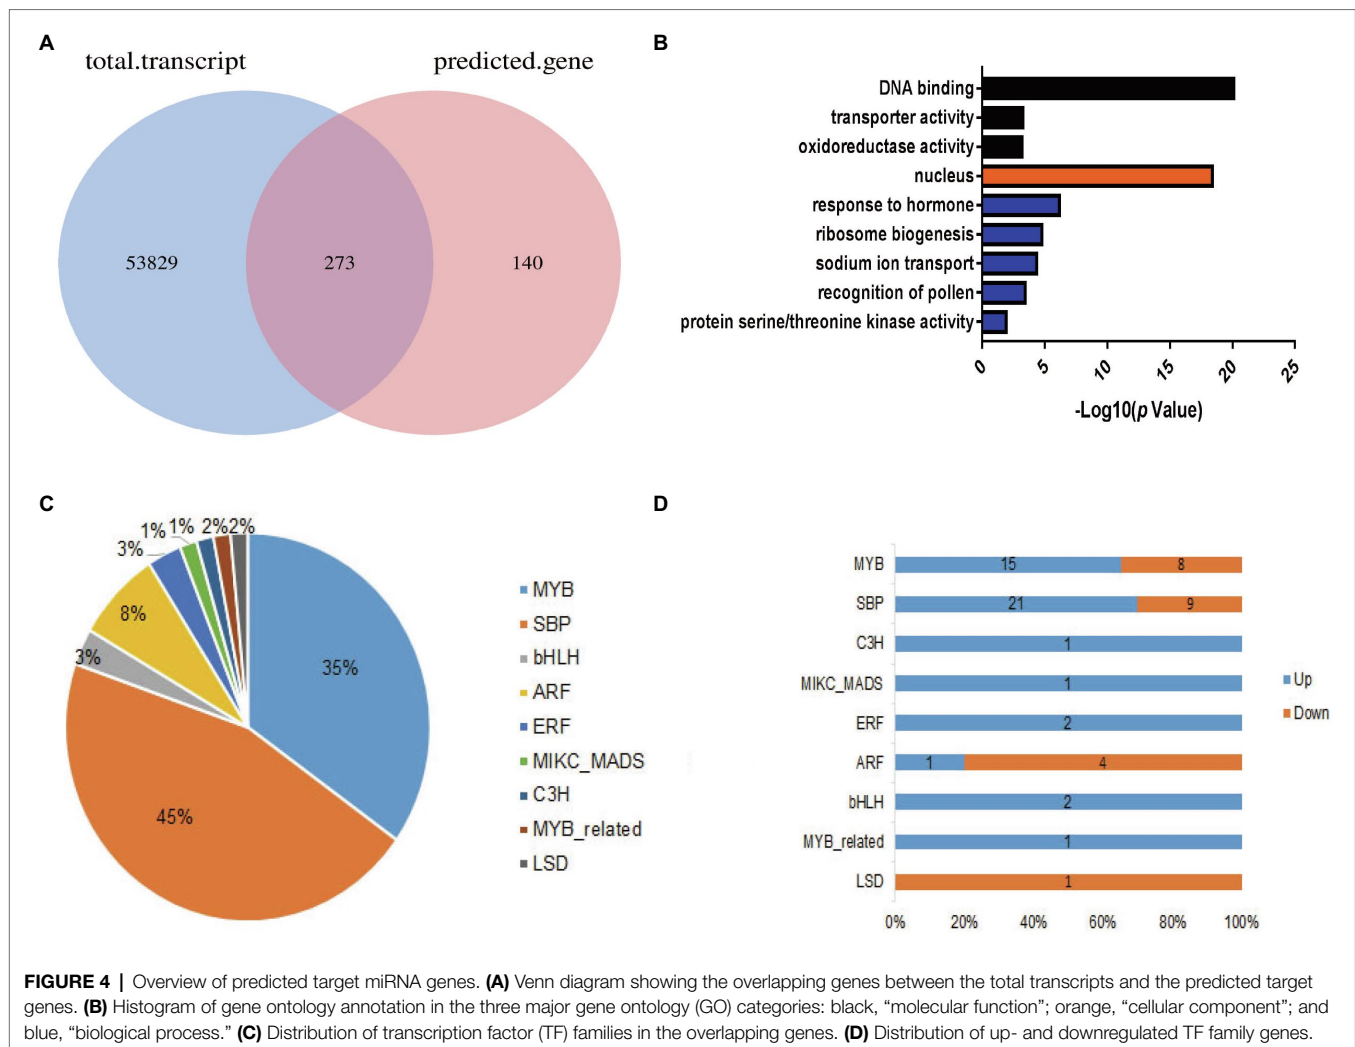 A
total.transcript
predicted.gene
53829
273
140
B
DNA binding
transporter activity
oxidoreductase activity
nucleus
response to hormone
ribosome biogenesis
sodium ion transport
recognition of pollen
protein serine/threonine kinase activity
0 5 10 15 20 25
-Log10(p Value)
C
1% 1% 2% 2%
3%
8%
3%
35%
45%
MYB
SBP
bHLH
ARF
ERF
MIKC_MADS
C3H
MYB_related
LSD
D
MYB 15 8
SBP 21 9
C3H 1
MIKC_MADS 1
ERF 2
ARF 1 4
bHLH 2
MYB_related 1
LSD 1
0% 20% 40% 60% 80% 100%
Up
Down
FIGURE 4 | Overview of predicted target miRNA genes. (A) Venn diagram showing the overlapping genes between the total transcripts and the predicted target
genes. (B) Histogram of gene ontology annotation in the three major gene ontology (GO) categories: black, “molecular function”; orange, “cellular component”; and
blue, “biological process.” (C) Distribution of transcription factor (TF) families in the overlapping genes. (D) Distribution of up- and downregulated TF family genes.